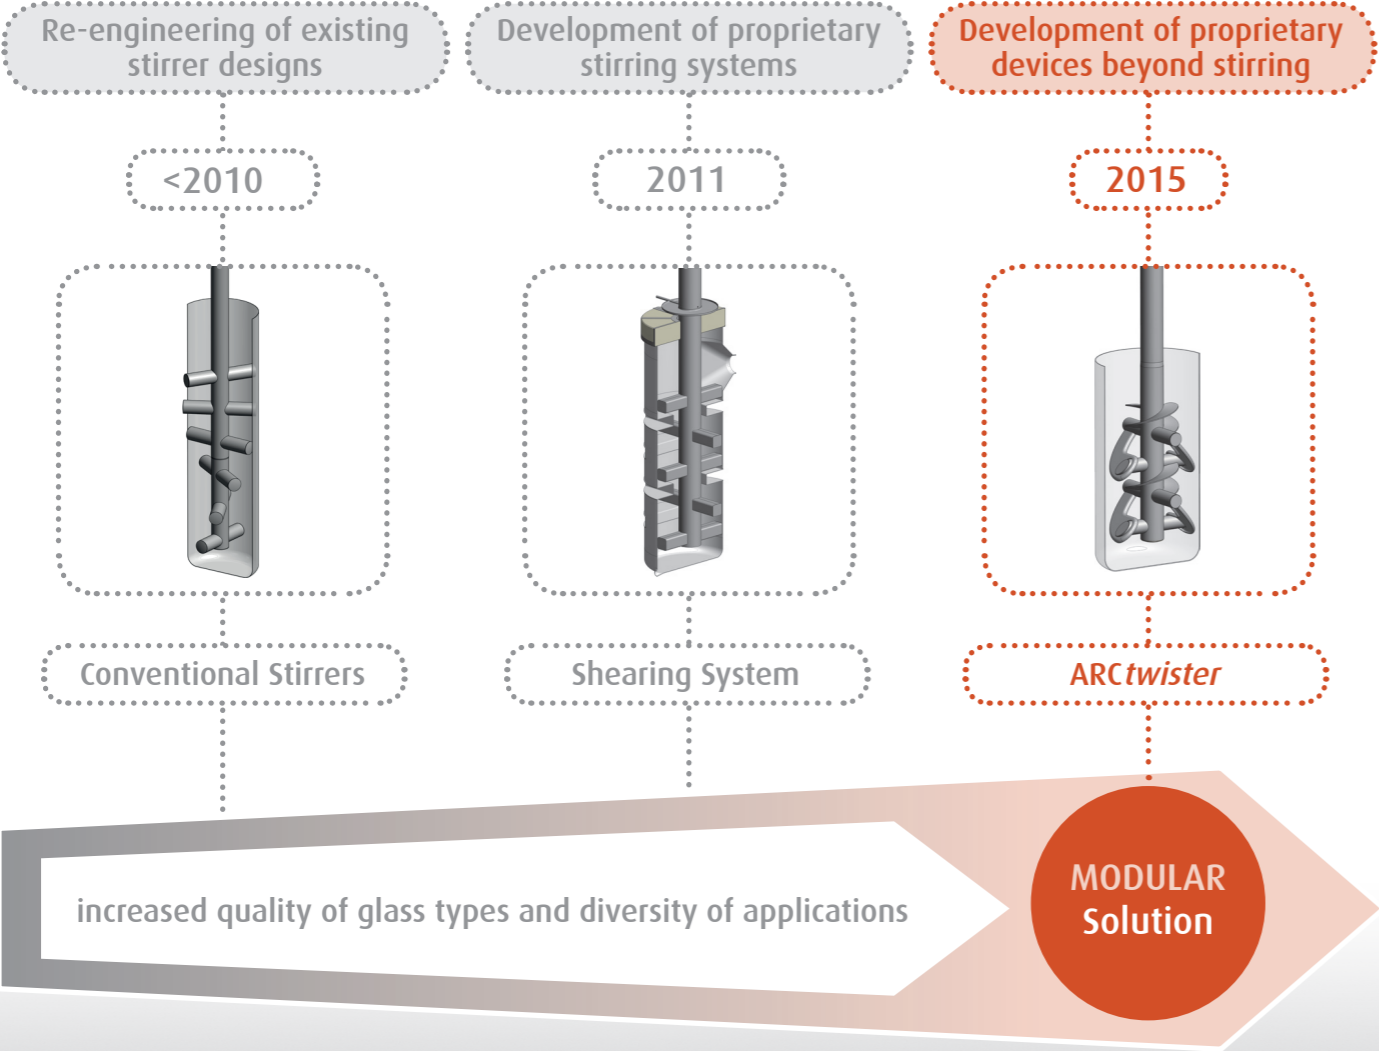 Re-engineering of existing
stirrer designs
Development of proprietary
stirring systems
Development of proprietary
devices beyond stirring
<2010
2011
2015
Conventional Stirrers
Shearing System
ARCtwister
increased quality of glass types and diversity of applications
MODULAR
Solution